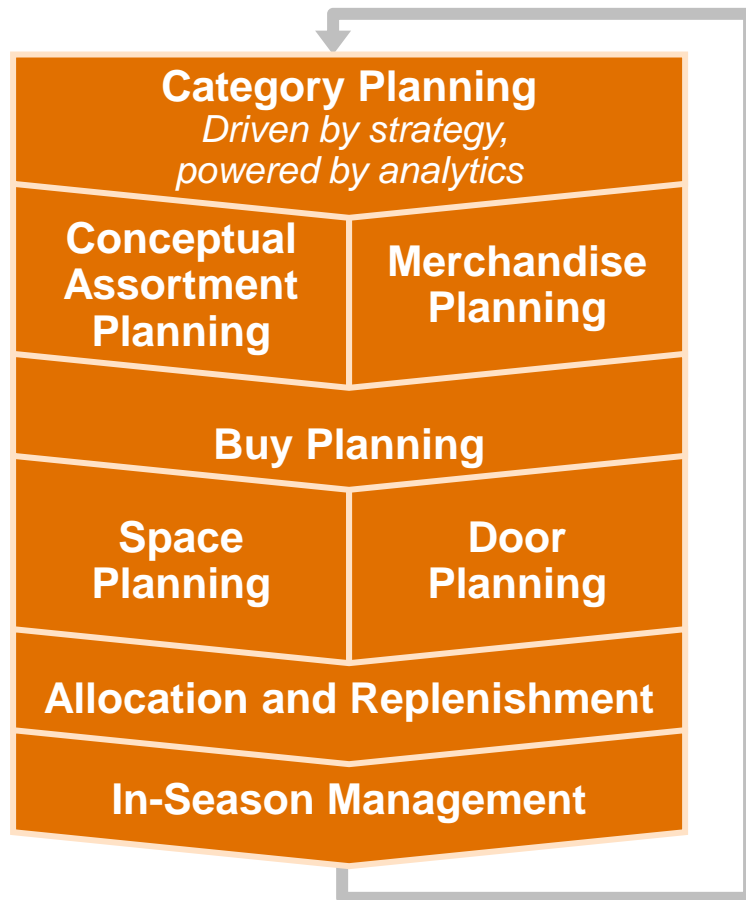 Category Planning
Driven by strategy,
powered by analytics
Conceptual
Assortment
Planning
Merchandise
Planning
Buy Planning
Space
Planning
Door
Planning
Allocation and Replenishment
In-Season Management